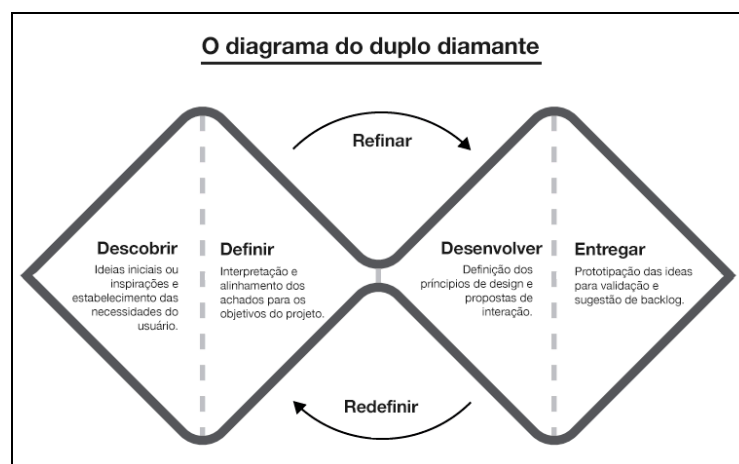 O diagrama do duplo diamante
Refinar
Descobrir
Ideias iniciais ou
inspirações e
estabelecimento das
necessidades do
usuário.
Definir
Interpretação e
alinhamento dos
achados para os
objetivos do projeto.
Desenvolver
Definição dos
príncipios de design e
propostas de
interação.
Entregar
Prototipação das ideas
para validação e
sugestão de backlog.
Redefinir